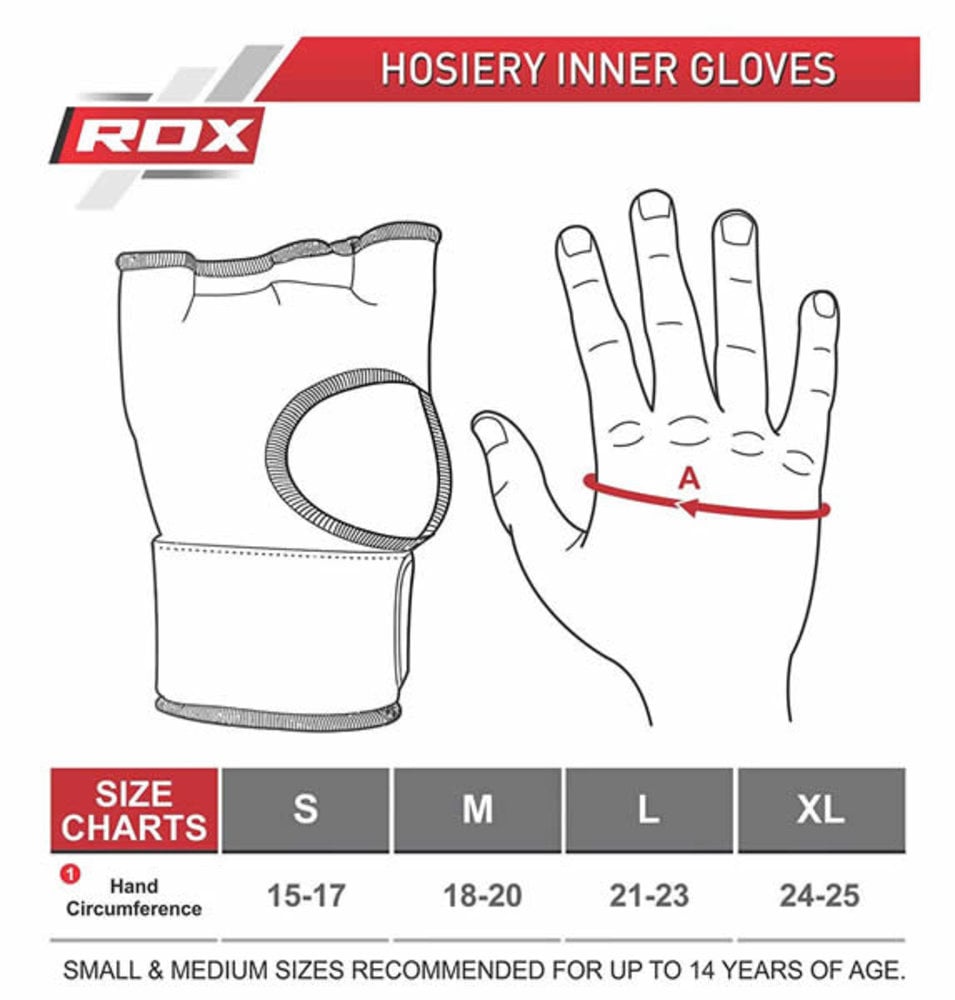 HOSIERY INNER GLOVES
RDX
A
SIZE CHARTS S M L XL
1 Hand Circumference 15-17 18-20 21-23 24-25
SMALL & MEDIUM SIZES RECOMMENDED FOR UP TO 14 YEARS OF AGE.